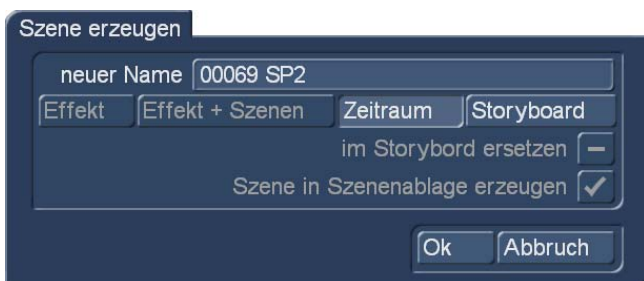 Szene erzeugen
neuer Name 00069 SP2
Effekt Effekt + Szenen Zeitraum Storyboard
im Storybord ersetzen
Szene in Szenenablage erzeugen
Ok Abbruch